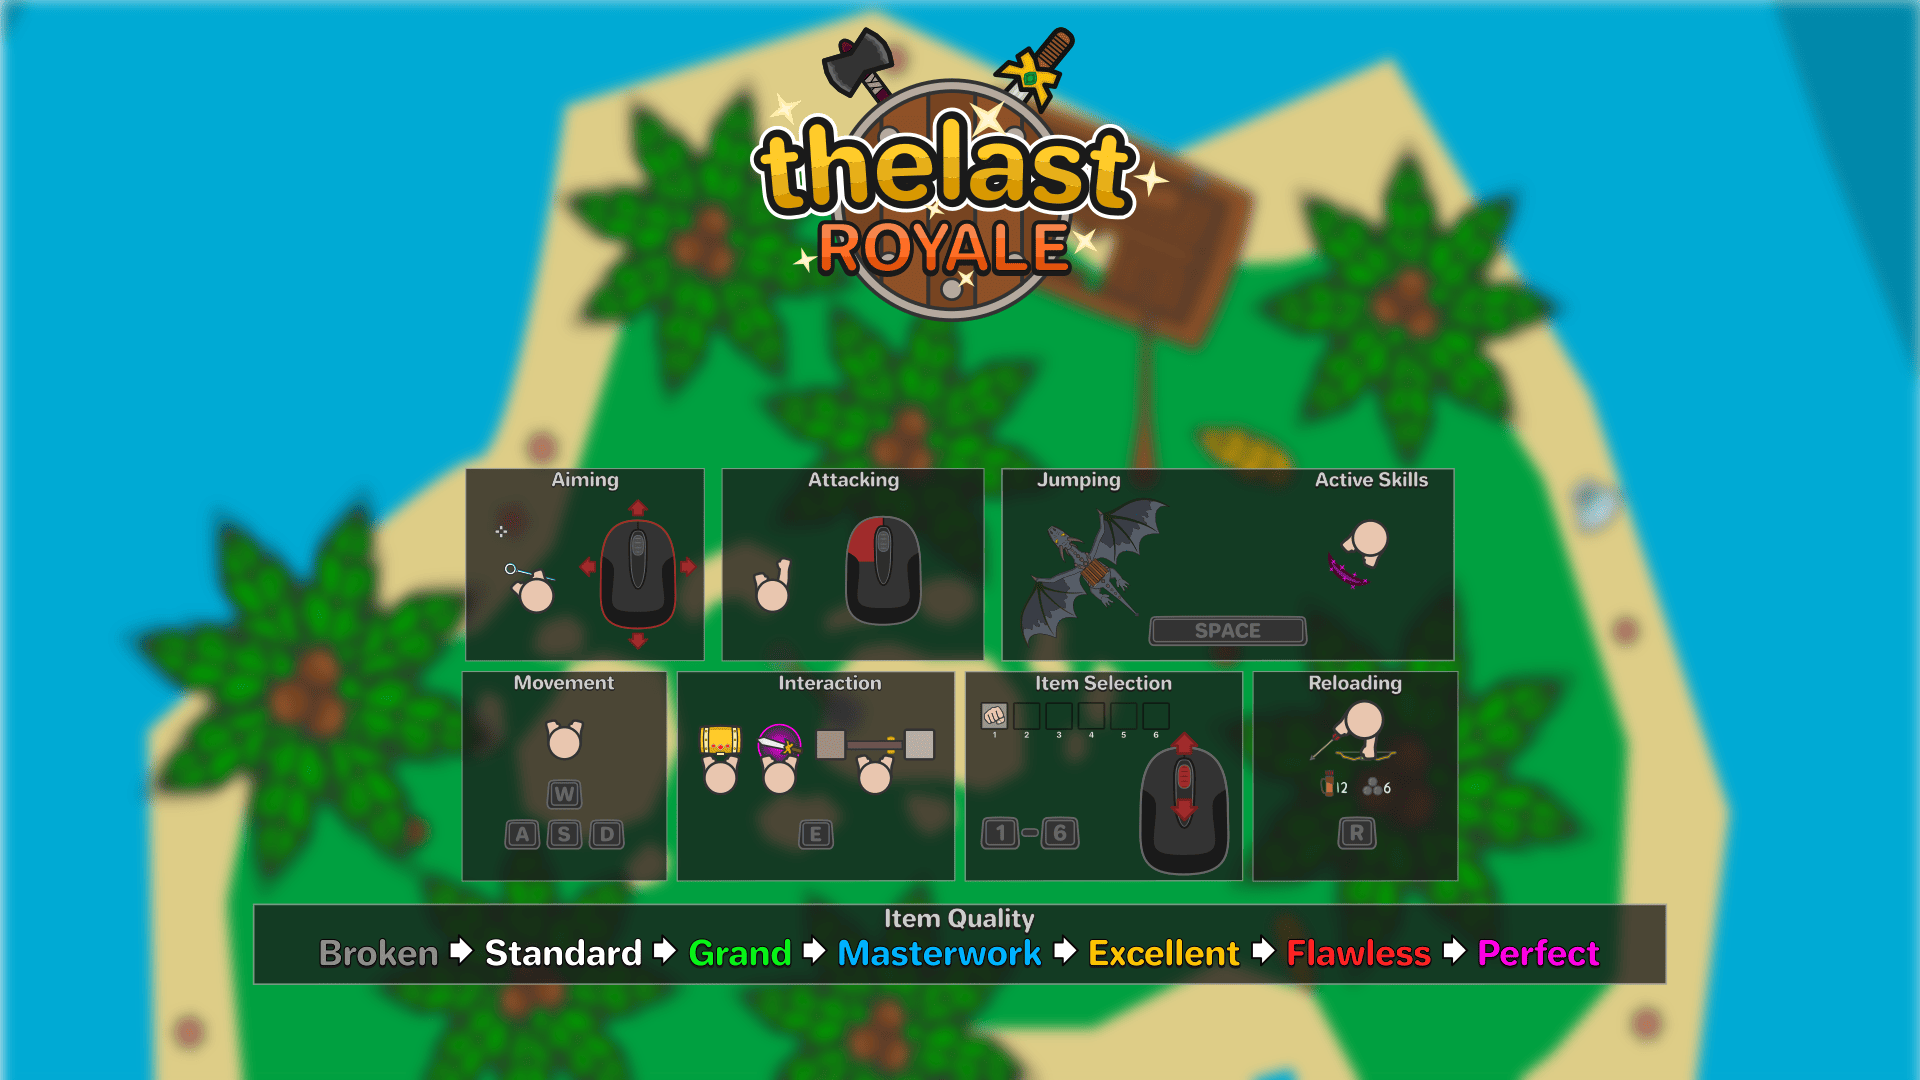 thelast
ROYALE
Aiming
Attacking
Jumping
Active Skills
SPACE
Movement
W
A S D
Interaction
E
Item Selection
1 2 3 4 5 6
1 - 6
Reloading
12 6
R
Item Quality
Broken Standard Grand Masterwork Excellent Flawless Perfect